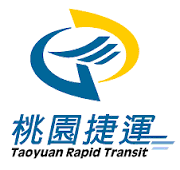 桃園捷運
Taoyuan Rapid Transit